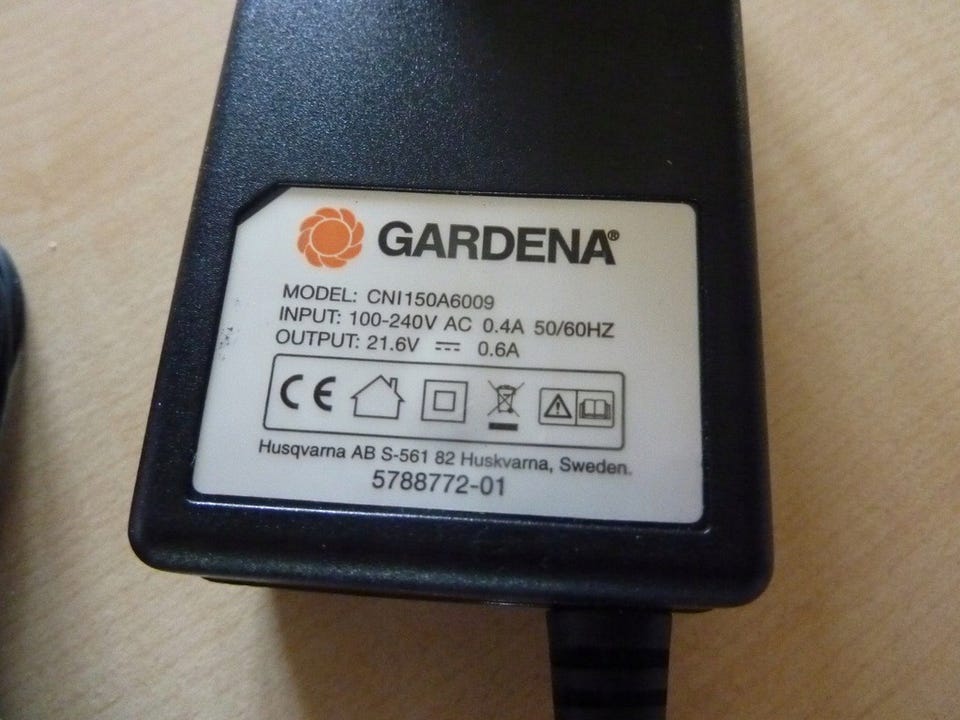 GARDENA®
MODEL: CNI150A6009
INPUT: 100-240V AC 0.4A 50/60HZ
OUTPUT: 21.6V ⎓ 0.6A
CE
Husqvarna AB S-561 82 Huskvarna, Sweden.
5788772-01